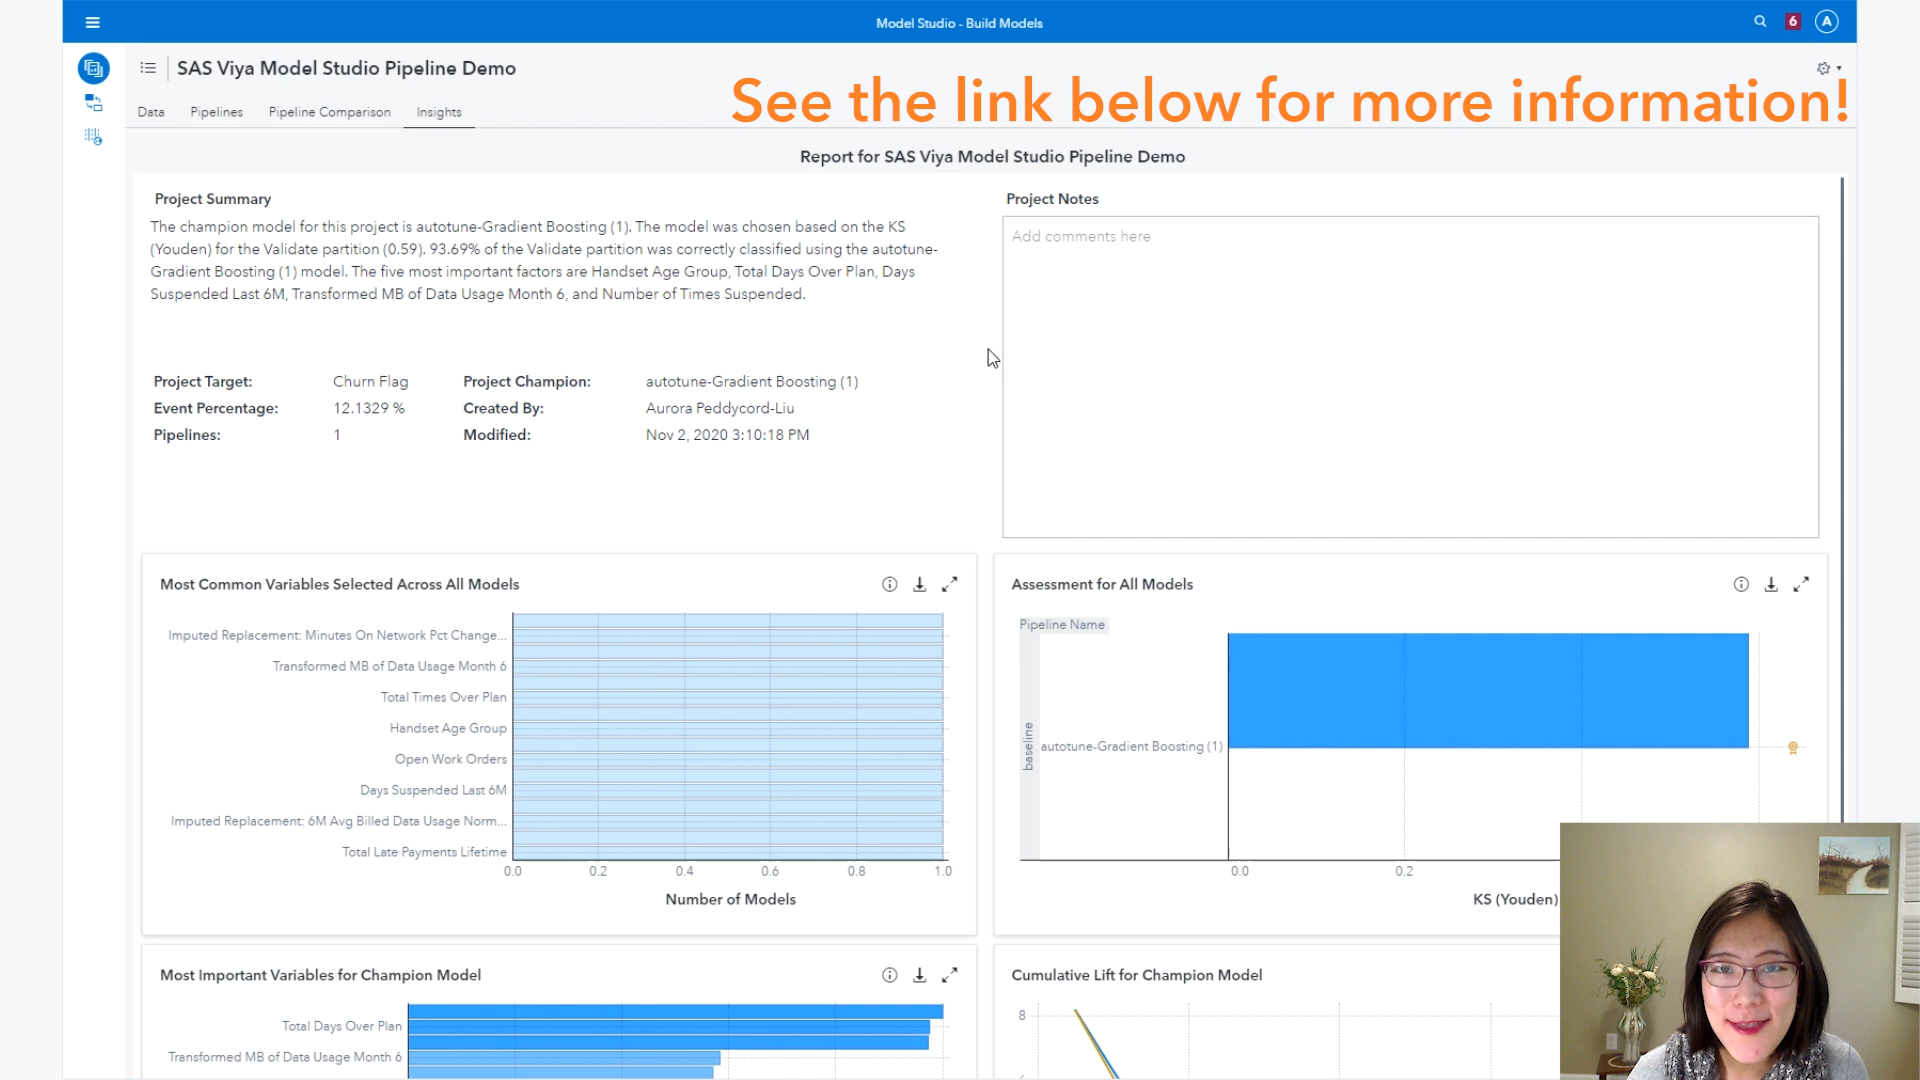 Model Studio - Build Models
6
A
SAS Viya Model Studio Pipeline Demo
See the link below for more information!
Data
Pipelines
Pipeline Comparison
Insights
Report for SAS Viya Model Studio Pipeline Demo
Project Summary
The champion model for this project is autotune-Gradient Boosting (1). The model was chosen based on the KS
(Youden) for the Validate partition (0.59). 93.69% of the Validate partition was correctly classified using the autotune-
Gradient Boosting (1) model. The five most important factors are Handset Age Group, Total Days Over Plan, Days
Suspended Last 6M, Transformed MB of Data Usage Month 6, and Number of Times Suspended.
Project Notes
Add comments here
Project Target: Churn Flag Project Champion: autotune-Gradient Boosting (1)
Event Percentage: 12.1329 % Created By: Aurora Peddycord-Liu
Pipelines: 1 Modified: Nov 2, 2020 3:10:18 PM
Most Common Variables Selected Across All Models
Imputed Replacement: Minutes On Network Pct Change...
Transformed MB of Data Usage Month 6
Total Times Over Plan
Handset Age Group
Open Work Orders
Days Suspended Last 6M
Imputed Replacement: 6M Avg Billed Data Usage Norm...
Total Late Payments Lifetime
0.0 0.2 0.4 0.6 0.8 1.0
Number of Models
Assessment for All Models
Pipeline Name
baseline
autotune-Gradient Boosting (1)
0.0 0.2
KS (Youden)
Most Important Variables for Champion Model
Total Days Over Plan
Transformed MB of Data Usage Month 6
Cumulative Lift for Champion Model
8